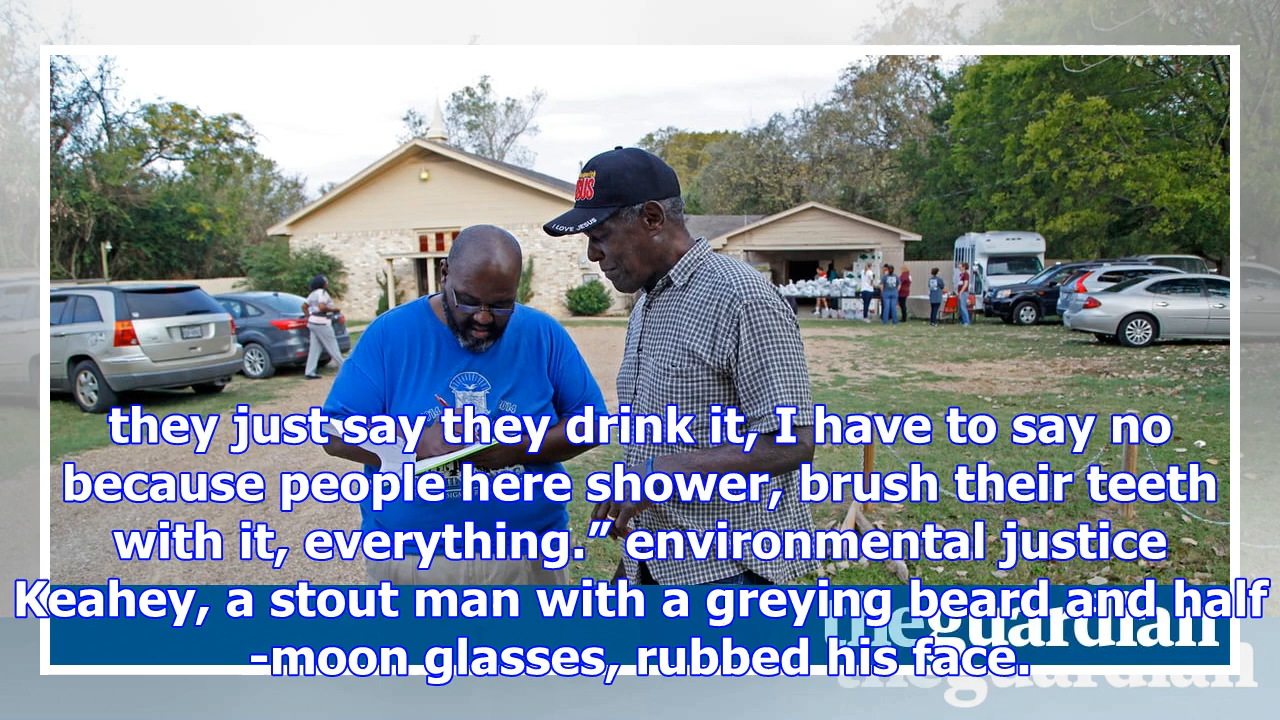 BUS
I LOVE JESUS
they just say they drink it, I have to say no
because people here shower, brush their teeth
with it, everything.” environmental justice
Keahey, a stout man with a greying beard and half
-moon glasses, rubbed his face.
theguardian
theguardian